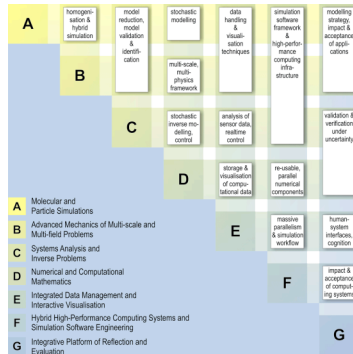 A
homogeni-
sation &
hybrid
simulation
model
reduction,
model
validation
&
identifi-
cation
stochastic
modelling
data
handling
&
visuali-
sation
techniques
simulation
software
framework
&
high-perfor-
mance
computing
infra-
structure
modelling
strategy,
impact &
acceptance
of appli-
cations
B
multi-scale,
multi-
physics
framework
C
stochastic
inverse mo-
delling,
control
analysis of
sensor data,
realtime
control
validation &
verification
under
uncertainty
D
storage &
visualisation
of compu-
tational data
re-usable,
parallel
numerical
components
E
massive
parallelism
& simulation
workflow
human-
system
interfaces,
cognition
F
impact &
acceptance
of comput-
ing systems
G
A Molecular and
Particle Simulations
B Advanced Mechanics of Multi-scale and
Multi-field Problems
C Systems Analysis and
Inverse Problems
D Numerical and Computational
Mathematics
E Integrated Data Management and
Interactive Visualisation
F Hybrid High-Performance Computing Systems and
Simulation Software Engineering
G Integrative Platform of Reflection and
Evaluation